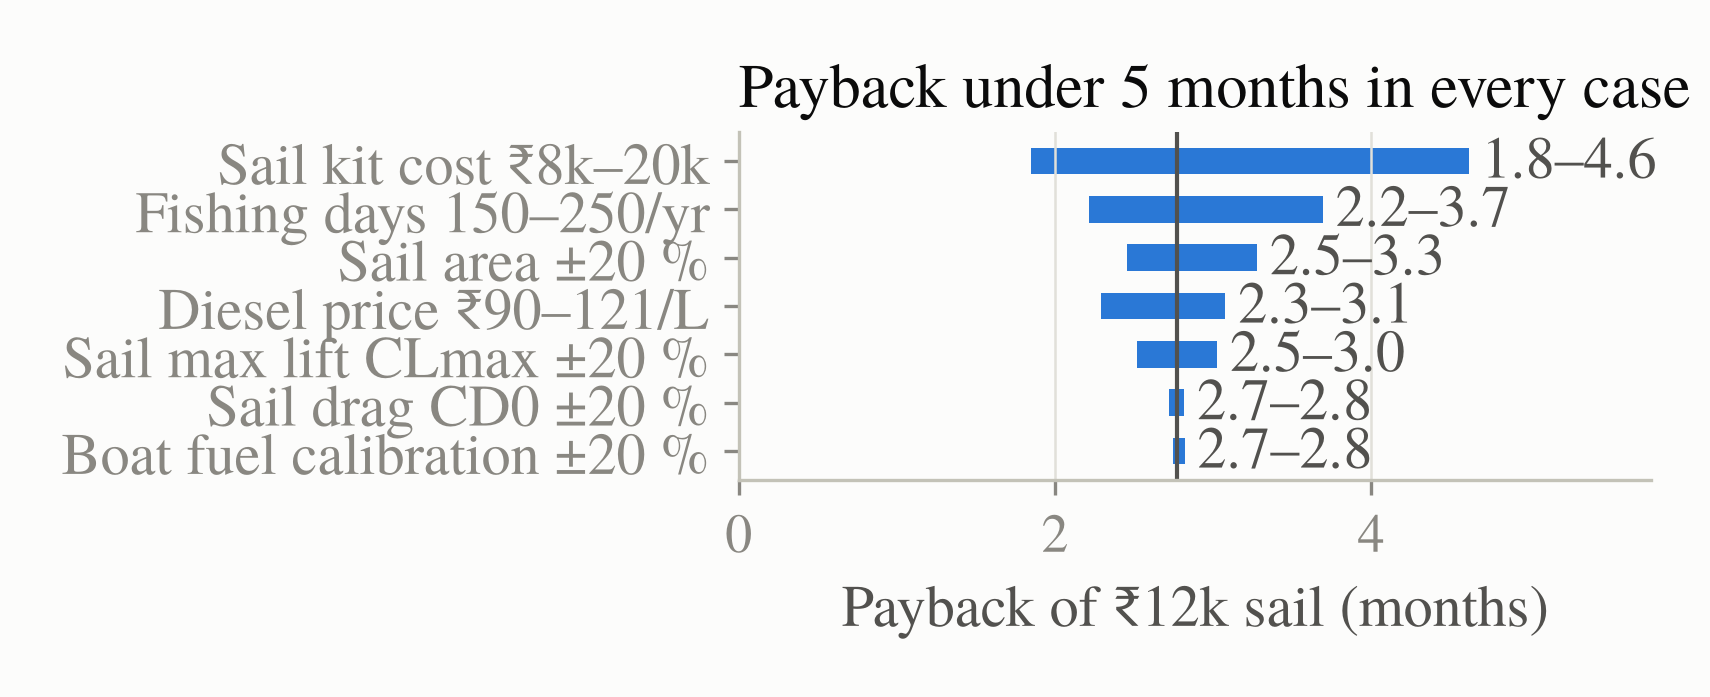 Payback under 5 months in every case
Sail kit cost ₹8k–20k
1.8–4.6
Fishing days 150–250/yr
2.2–3.7
Sail area ±20 %
2.5–3.3
Diesel price ₹90–121/L
2.3–3.1
Sail max lift CLmax ±20 %
2.5–3.0
Sail drag CD0 ±20 %
2.7–2.8
Boat fuel calibration ±20 %
2.7–2.8
0 2 4
Payback of ₹12k sail (months)